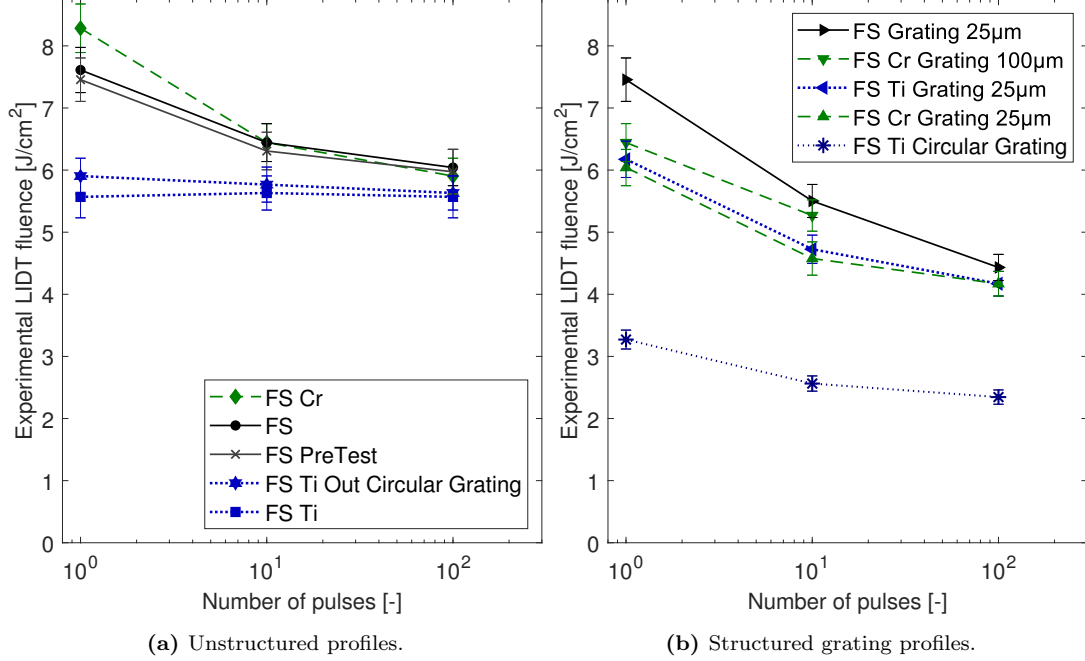 Experimental LIDT fluence [J/cm²]
8
7
6
5
4
3
2
1
0
10⁰ 10¹ 10²
Number of pulses [-]
FS Cr
FS
FS PreTest
FS Ti Out Circular Grating
FS Ti
(a) Unstructured profiles.
Experimental LIDT fluence [J/cm²]
8
7
6
5
4
3
2
1
0
10⁰ 10¹ 10²
Number of pulses [-]
FS Grating 25μm
FS Cr Grating 100μm
FS Ti Grating 25μm
FS Cr Grating 25μm
FS Ti Circular Grating
(b) Structured grating profiles.